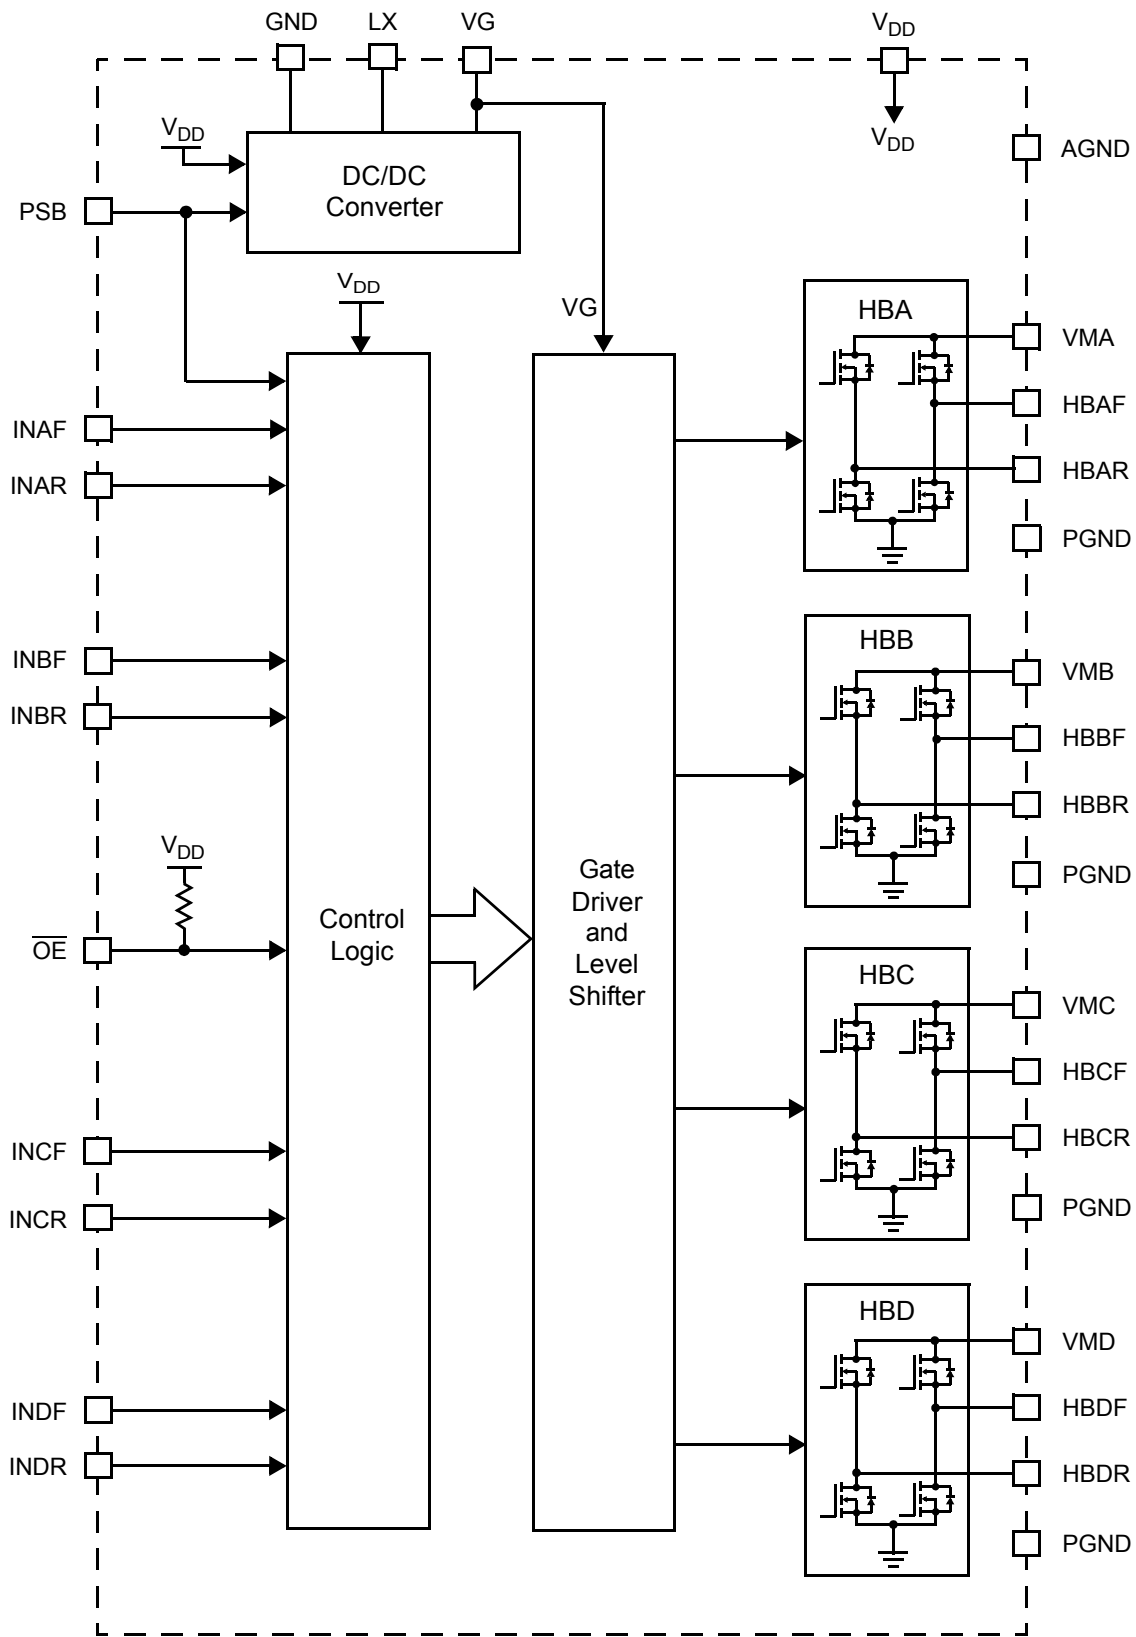 GND
LX
VG
VDD
VDD
AGND
VDD
DC/DC
Converter
PSB
VDD
VG
HBA
VMA
HBAF
HBAR
PGND
INAF
INAR
HBB
VMB
HBBF
HBBR
PGND
INBF
INBR
VDD
OE
Control
Logic
Gate
Driver
and
Level
Shifter
HBC
VMC
HBCF
HBCR
PGND
INCF
INCR
HBD
VMD
HBDF
HBDR
PGND
INDF
INDR